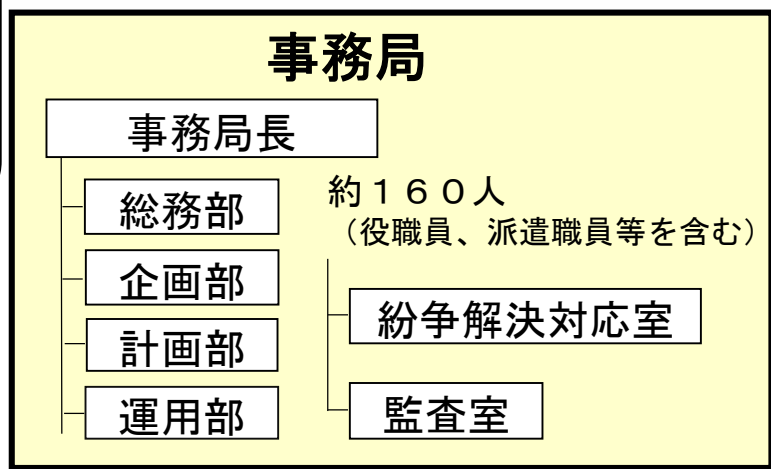 事務局
事務局長
総務部
企画部
計画部
運用部
約１６０人
（役職員、派遣職員等を含む）
紛争解決対応室
監査室